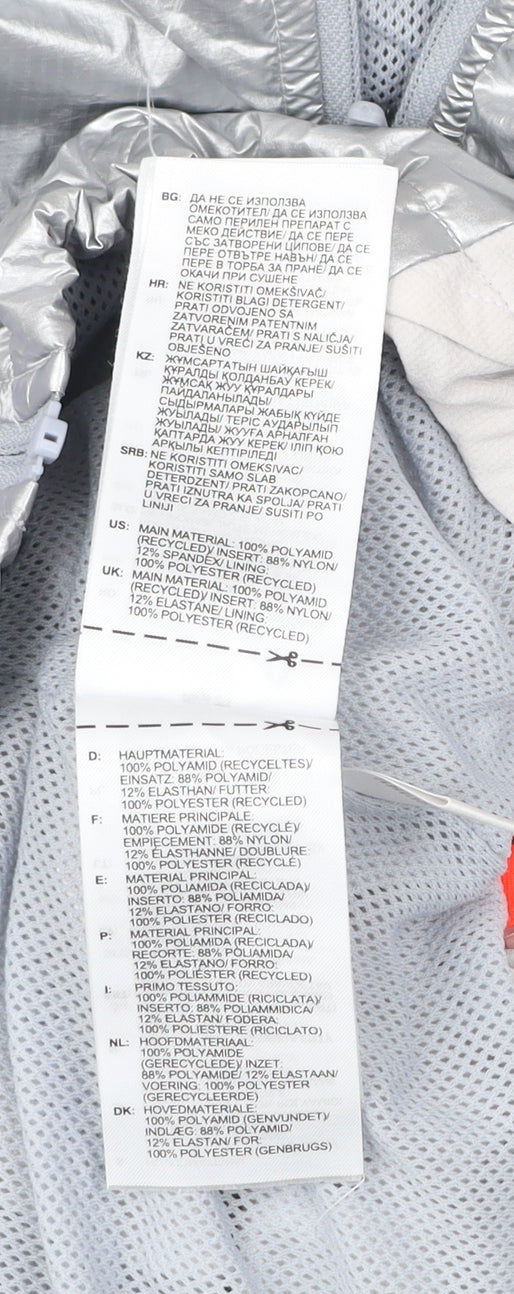 BG: ДА НЕ СЕ ИЗПОЛЗВА
ОМЕКОТИТЕЛ/ ДА СЕ ИЗПОЛЗВА
САМО ПЕРИЛЕН ПРЕПАРАТ С
МЕКО ДЕЙСТВИЕ/ ДА СЕ ПЕРЕ
СЪС ЗАТВОРЕНИ ЦИПОВЕ/ ДА СЕ
ПЕРЕ ОТВЪТРЕ НАВЪН/ ДА СЕ
ПЕРЕ В ТОРБА ЗА ПРАНЕ/ ДА СЕ
ОКАЧИ ПРИ СУШЕНЕ
HR: NE KORISTITI OMEKŠIVAČ/
KORISTITI BLAGI DETERGENT/
PRATI ODVOJENO SA
ZATVORENIM PATENTNIM
ZATVARAČEM/ PRATI S NALIČJA/
PRATI U VREĆI ZA PRANJE/ SUŠITI
OBJEŠENO
KZ: ЖҰМСАРТАТЫН ШАЙҚАҒЫШ
ҚҰРАЛДЫ ҚОЛДАНБАУ КЕРЕК/
ЖҰМСАҚ ЖУУ ҚҰРАЛДАРЫ
ПАЙДАЛАНЫЛАДЫ/
СЫДЫРМАЛАРЫ ЖАБЫҚ КҮЙДЕ
ЖУЫЛАДЫ/ ТЕРІС АУДАРЫЛЫП
ЖУЫЛАДЫ/ ЖУУҒА АРНАЛҒАН
ҚАПТАРДА ЖУУ КЕРЕК/ ІЛІП ҚОЮ
АРҚЫЛЫ КЕПТІРІЛЕДІ
SRB: NE KORISTITI OMEKSIVAC/
KORISTITI SAMO SLAB
DETERDZENT/ PRATI ZAKOPCANO/
PRATI IZNUTRA KA SPOLJA/ PRATI
U VRECI ZA PRANJE/ SUSITI PO
LINIJI
US: MAIN MATERIAL: 100% POLYAMID
(RECYCLED)/ INSERT: 88% NYLON/
12% SPANDEX/ LINING:
100% POLYESTER (RECYCLED)
UK: MAIN MATERIAL: 100% POLYAMID
(RECYCLED)/ INSERT: 88% NYLON/
12% ELASTANE/ LINING:
100% POLYESTER (RECYCLED)
D: HAUPTMATERIAL:
100% POLYAMID (RECYCELTES)/
EINSATZ: 88% POLYAMID/
12% ELASTHAN/ FUTTER:
100% POLYESTER (RECYCLED)
F: MATIERE PRINCIPALE:
100% POLYAMIDE (RECYCLÉ)/
EMPIECEMENT: 88% NYLON/
12% ÉLASTHANNE/ DOUBLURE:
100% POLYESTER (RECYCLÉ)
E: MATERIAL PRINCIPAL:
100% POLIAMIDA (RECICLADA)/
INSERTO: 88% POLIAMIDA/
12% ELASTANO/ FORRO:
100% POLIESTER (RECICLADO)
P: MATERIAL PRINCIPAL:
100% POLIAMIDA (RECICLADA)/
RECORTE: 88% POLIAMIDA/
12% ELASTANO/ FORRO:
100% POLIÉSTER (RECYCLED)
I: PRIMO TESSUTO:
100% POLIAMMIDE (RICICLATA)/
INSERTO: 88% POLIAMMIDICA/
12% ELASTAN/ FODERA:
100% POLIESTERE (RICICLATO)
NL: HOOFDMATERIAAL:
100% POLYAMIDE
(GERECYCLEDE)/ INZET:
88% POLYAMIDE/ 12% ELASTAAN/
VOERING: 100% POLYESTER
(GERECYCLEERDE)
DK: HOVEDMATERIALE:
100% POLYAMID (GENVUNDET)/
INDLÆG: 88% POLYAMID/
12% ELASTAN/ FOR:
100% POLYESTER (GENBRUGS)